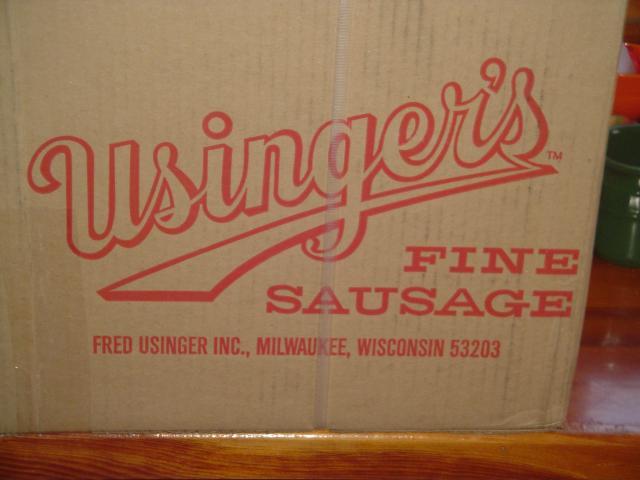 Usinger's™
FINE
SAUSAGE
FRED USINGER INC., MILWAUKEE, WISCONSIN 53203